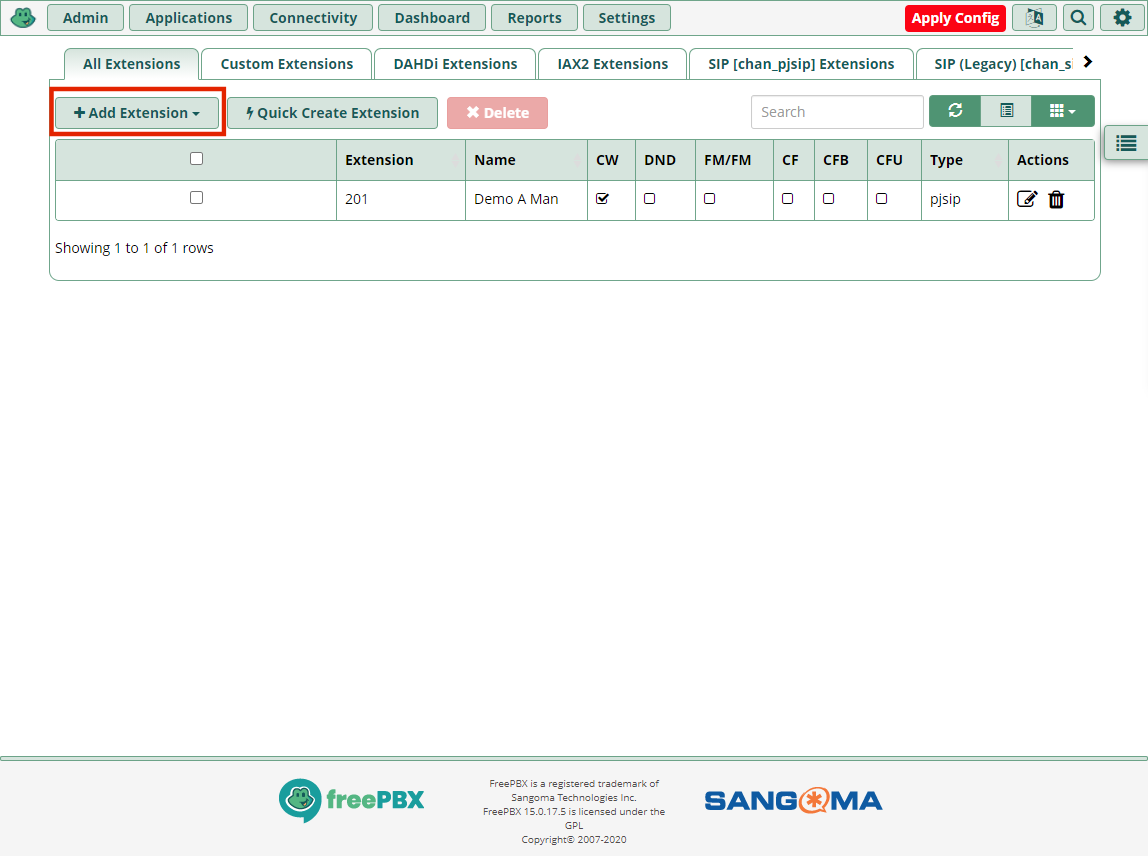 Admin Applications Connectivity Dashboard Reports Settings Apply Config
All Extensions Custom Extensions DAHDi Extensions IAX2 Extensions SIP [chan_pjsip] Extensions SIP (Legacy) [chan_s
Add Extension Quick Create Extension Delete Search
Extension Name CW DND FM/FM CF CFB CFU Type Actions
201 Demo A Man pjsip
Showing 1 to 1 of 1 rows
freePBX
FreePBX is a registered trademark of
Sangoma Technologies Inc.
FreePBX 15.0.17.5 is licensed under the
GPL
Copyright© 2007-2020
SANGOMA